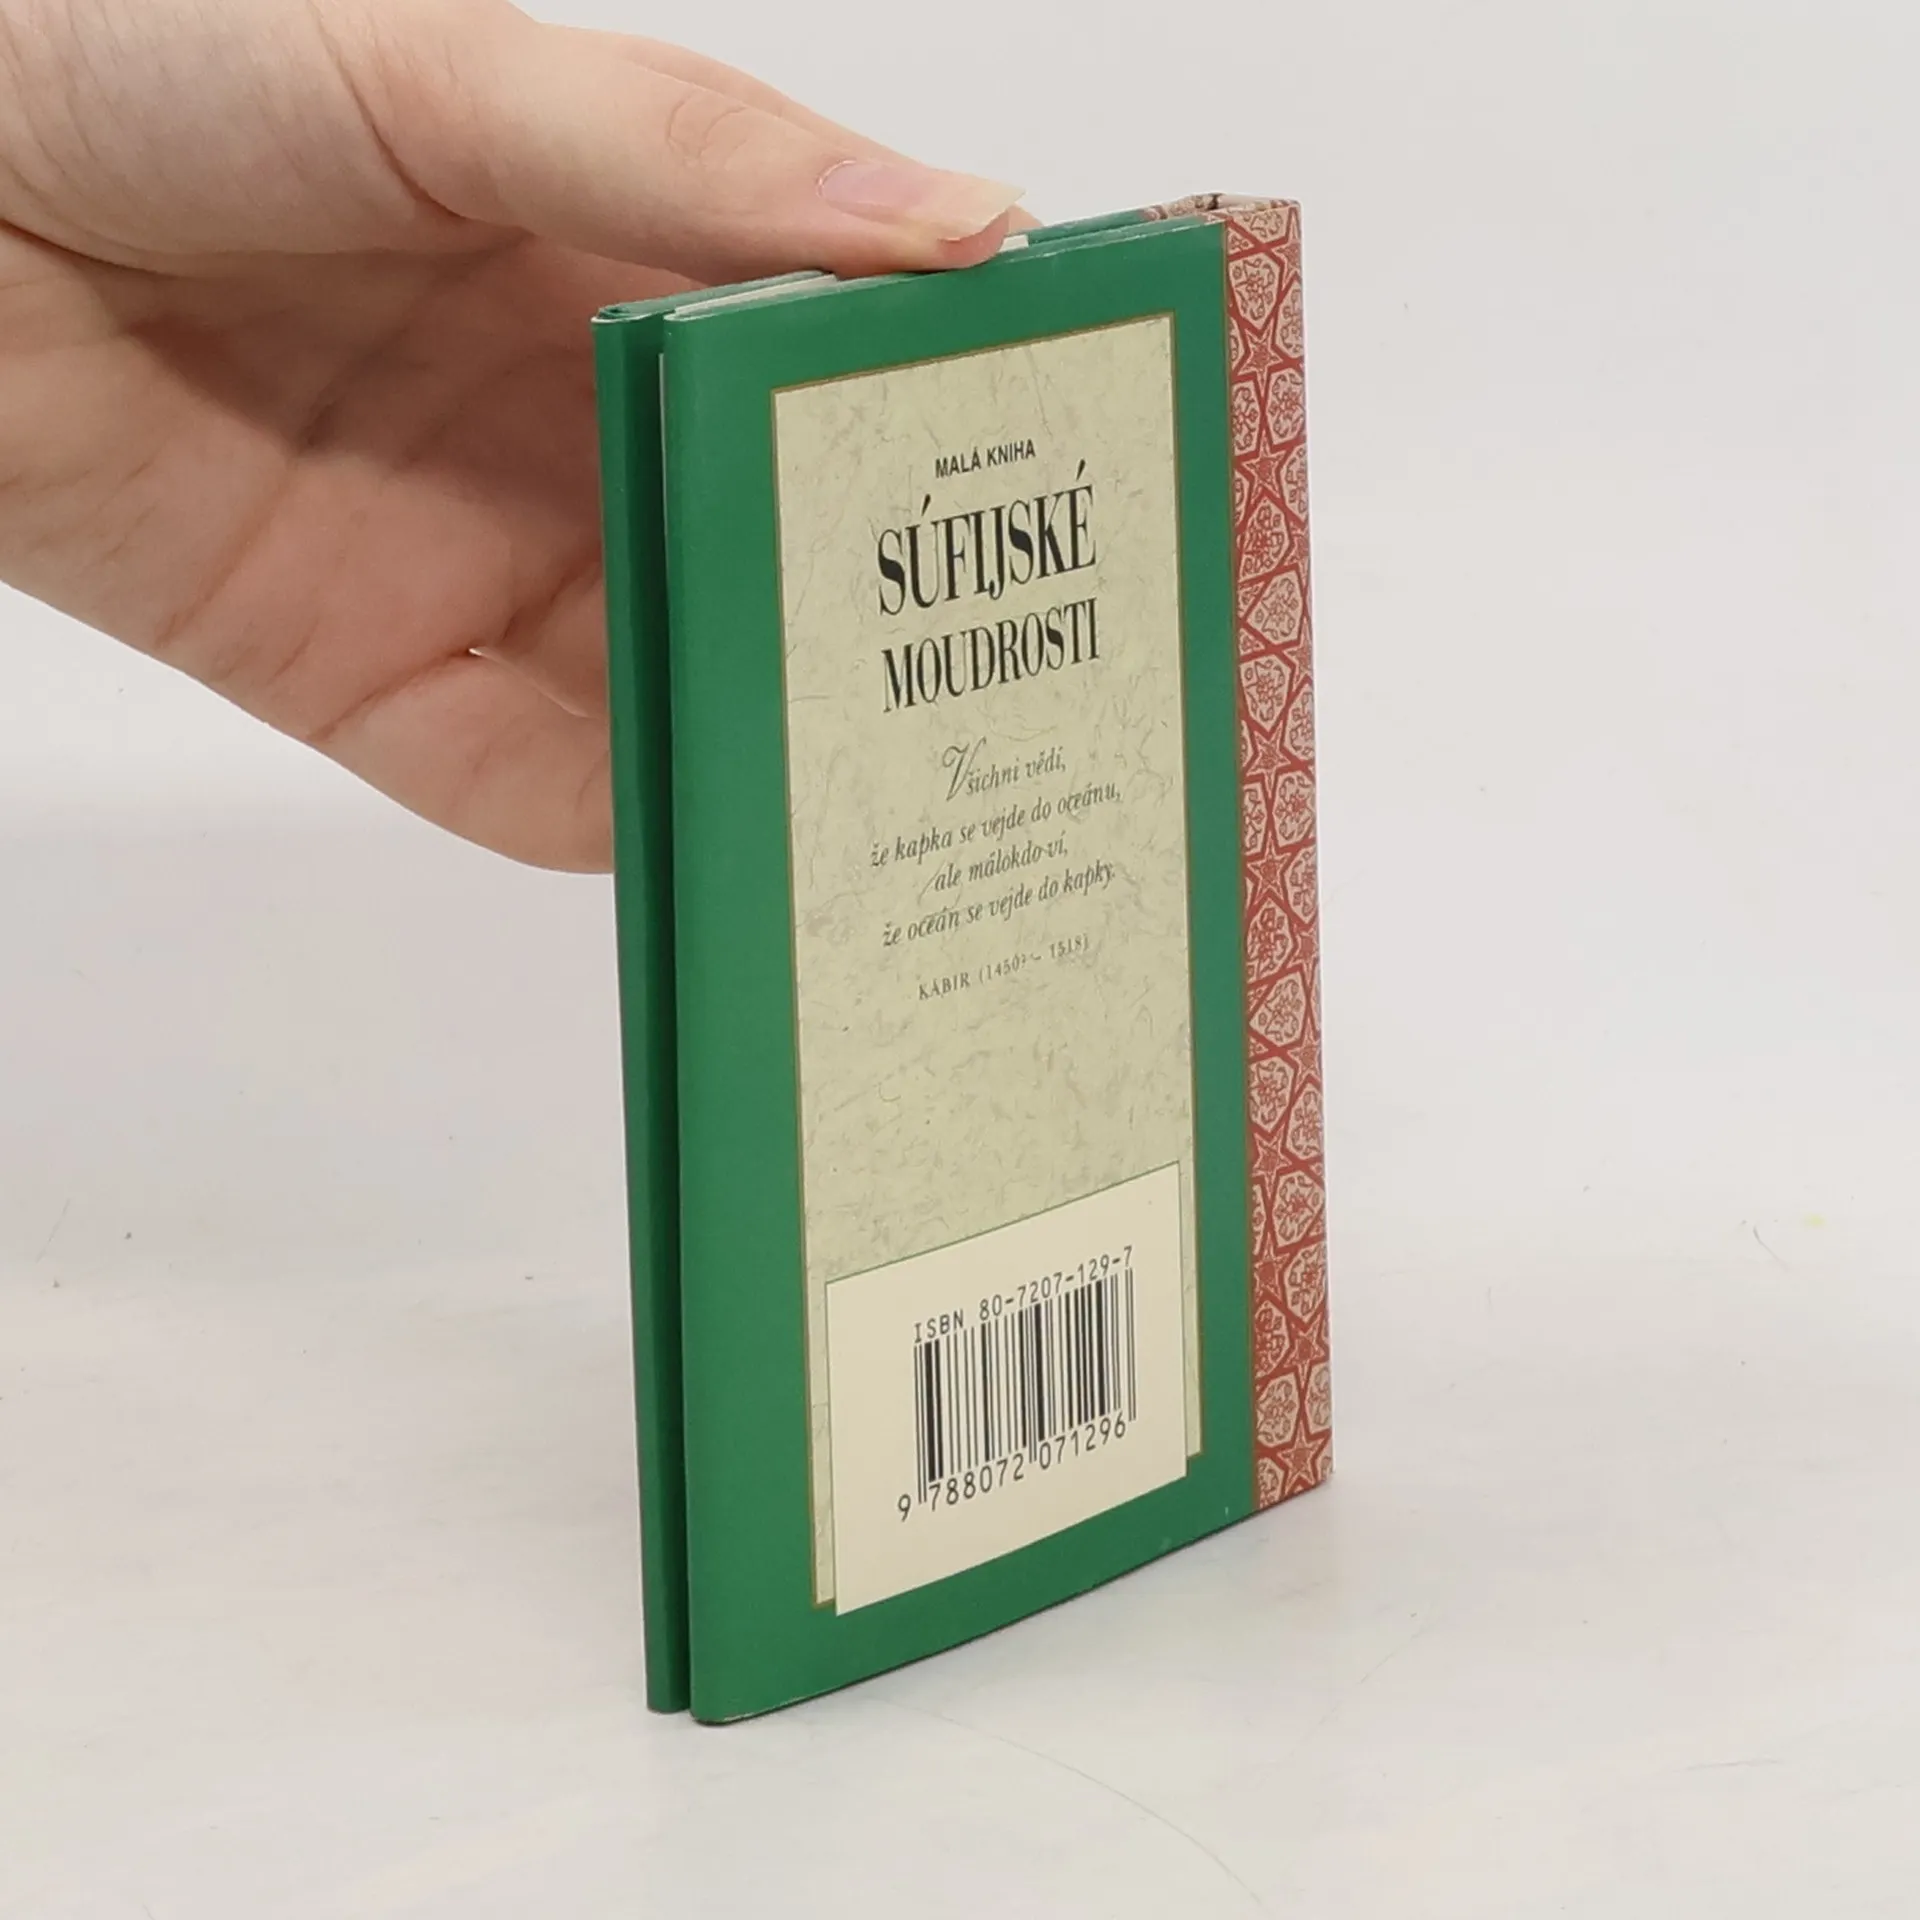 MALÁ KNIHA
SÚFIJSKÉ
MOUDROSTI
Všichni vědí,
že kapka se vejde do oceánu,
ale málokdo ví,
že oceán se vejde do kapky.
KÁBIR (1450? – 1518)
ISBN 80-7207-129-7
9 788072 071296